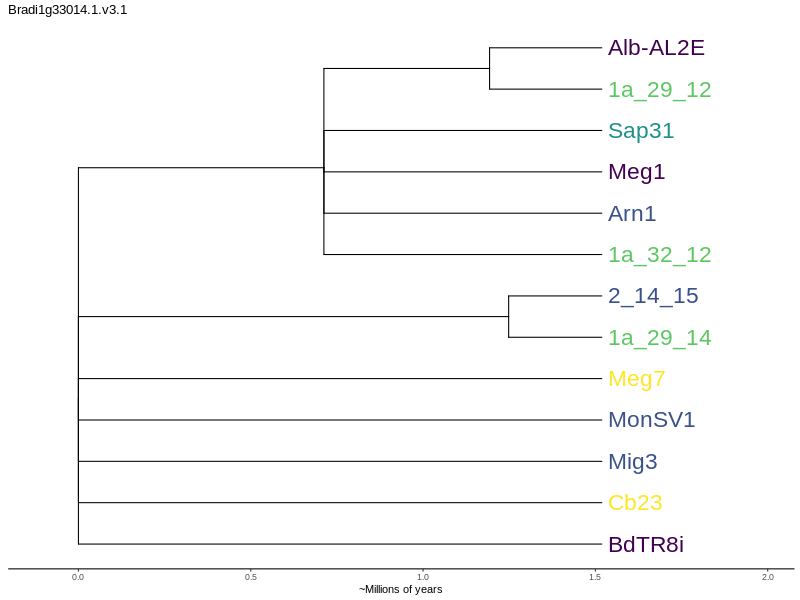 Bradi1g33014.1.v3.1
Alb-AL2E
1a_29_12
Sap31
Meg1
Arn1
1a_32_12
2_14_15
1a_29_14
Meg7
MonSV1
Mig3
Cb23
BdTR8i
0.0 0.5 1.0 1.5 2.0
~Millions of years